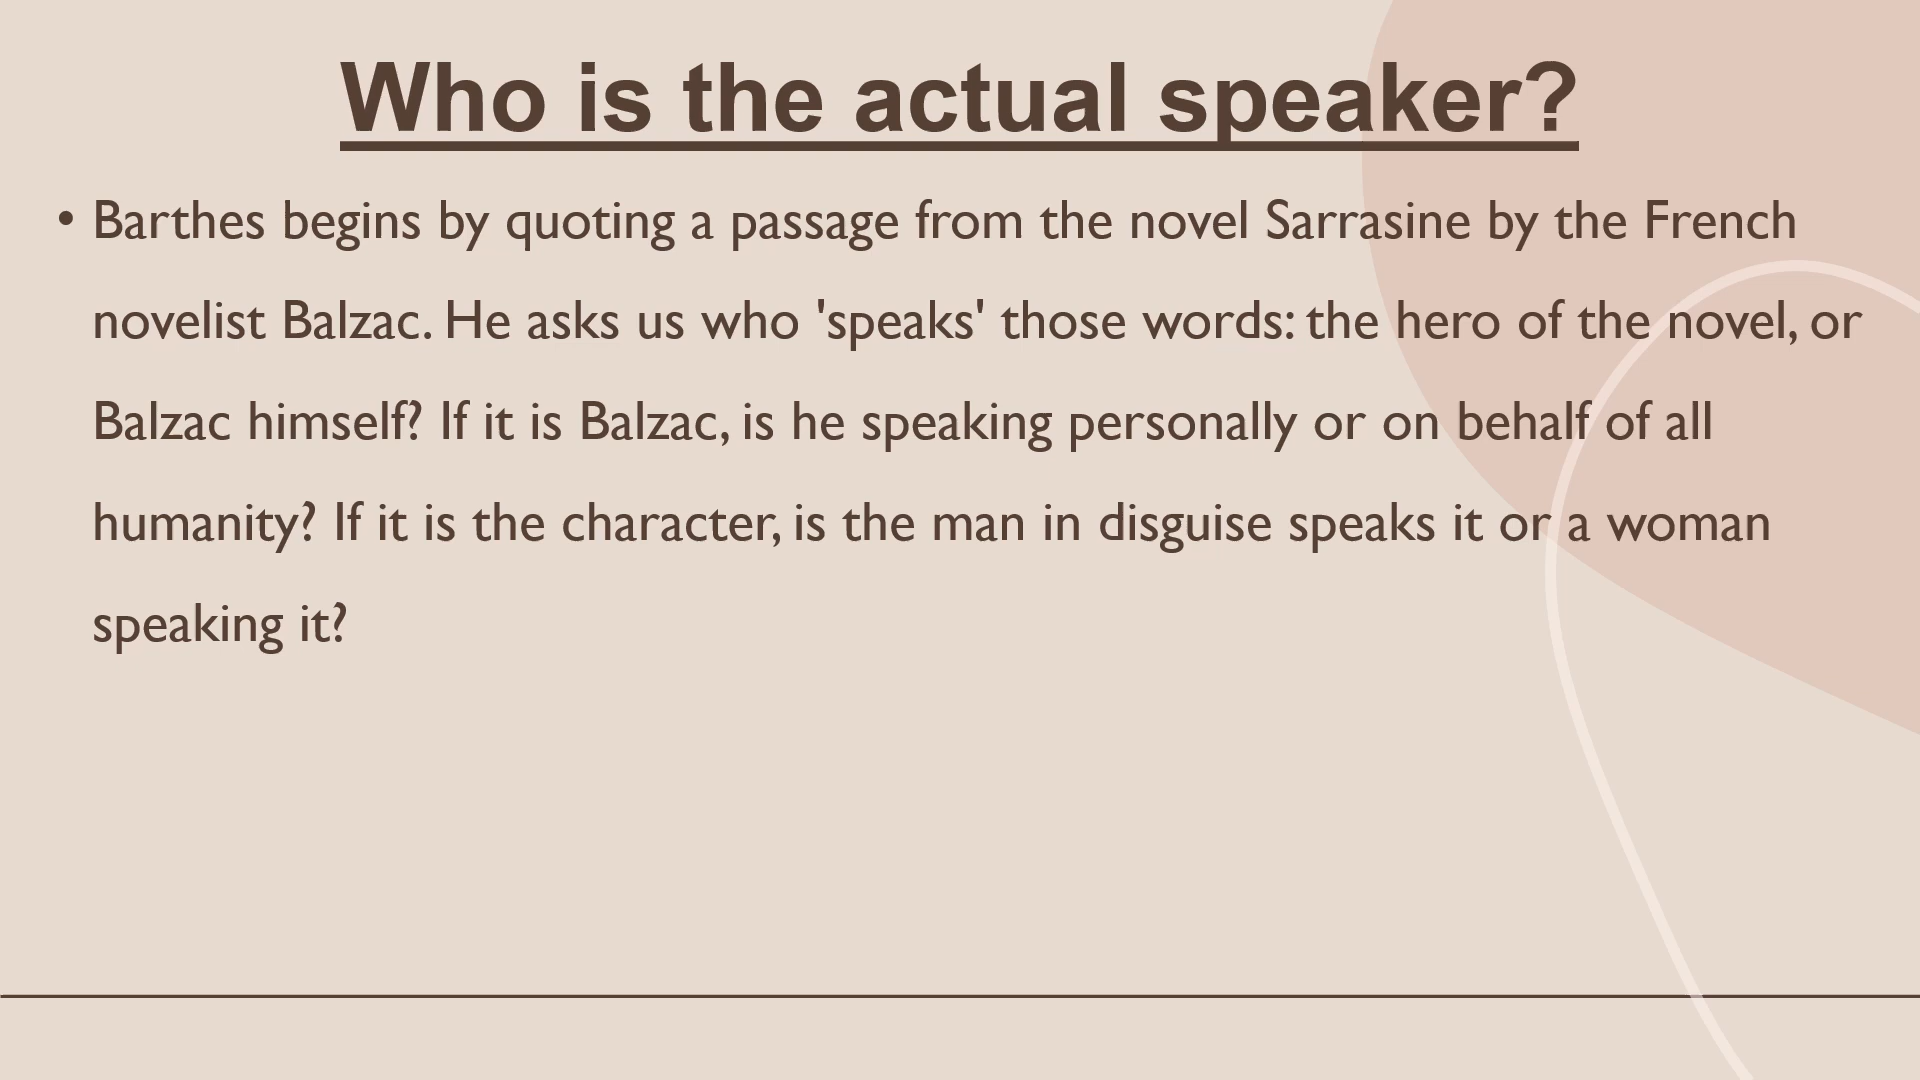 Who is the actual speaker?
• Barthes begins by quoting a passage from the novel Sarrasine by the French
novelist Balzac. He asks us who 'speaks' those words: the hero of the novel, or
Balzac himself? If it is Balzac, is he speaking personally or on behalf of all
humanity? If it is the character, is the man in disguise speaks it or a woman
speaking it?